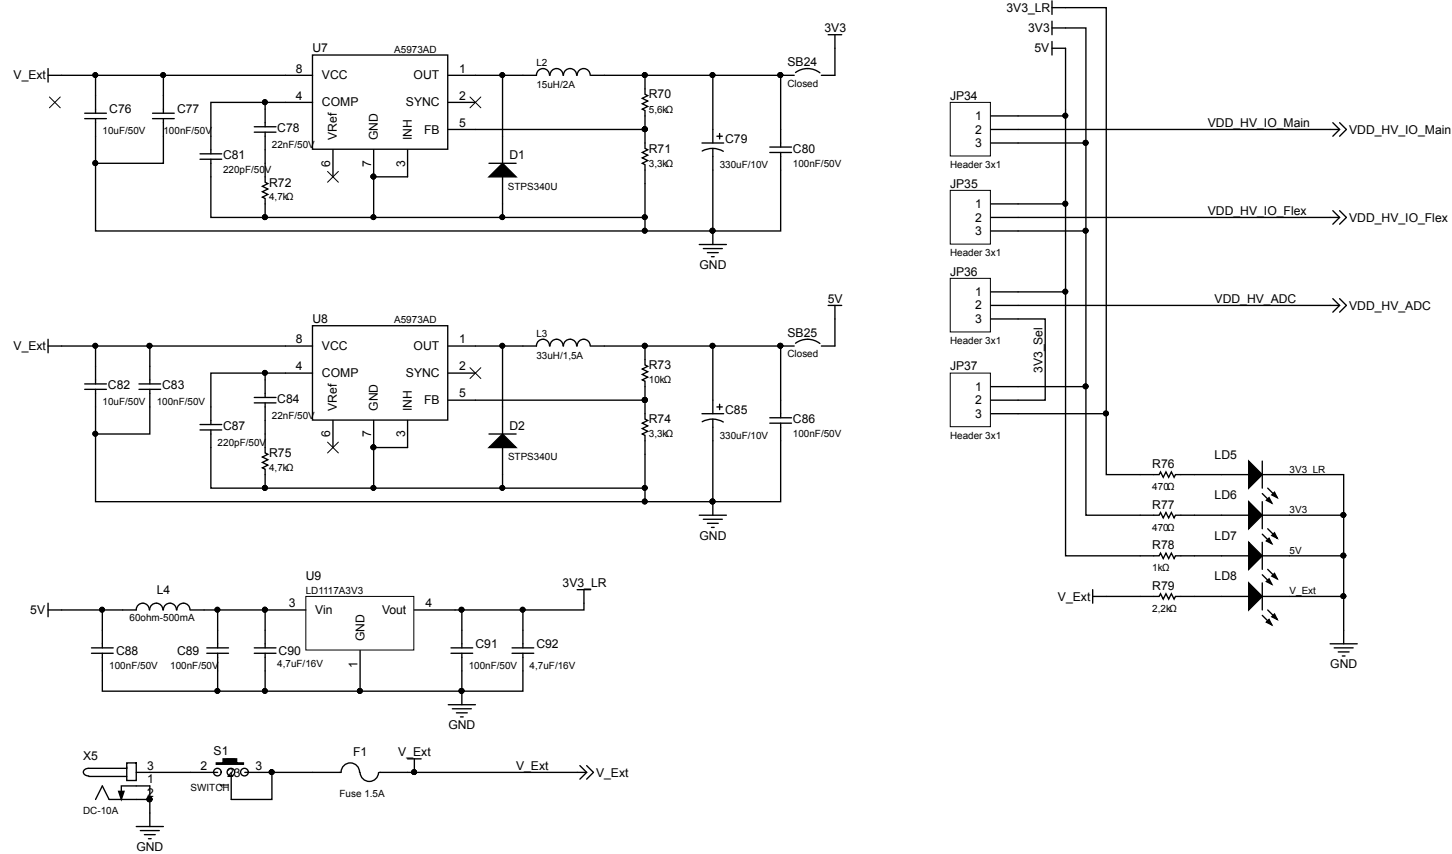 U7
A5973AD
V_Ext
8
VCC
OUT
1
L2
15uH/2A
SB24
Closed
3V3
4
COMP
SYNC
2
VRef
GND
INH
FB
5
6
7
3
C76
10uF/50V
C77
100nF/50V
C78
22nF/50V
C81
220pF/50V
R72
4,7kΩ
D1
STPS340U
R70
5,6kΩ
R71
3,3kΩ
C79
330uF/10V
C80
100nF/50V
GND
U8
A5973AD
V_Ext
8
VCC
OUT
1
L3
33uH/1,5A
SB25
Closed
5V
4
COMP
SYNC
2
VRef
GND
INH
FB
5
6
7
3
C82
10uF/50V
C83
100nF/50V
C84
22nF/50V
C87
220pF/50V
R75
4,7kΩ
D2
STPS340U
R73
10kΩ
R74
3,3kΩ
C85
330uF/10V
C86
100nF/50V
GND
U9
LD1117A3V3
5V
L4
60ohm-500mA
3
Vin
Vout
4
GND
1
3V3_LR
C88
100nF/50V
C89
100nF/50V
C90
4,7uF/16V
C91
100nF/50V
C92
4,7uF/16V
GND
X5
3
1
2
DC-10A
GND
S1
2
3
SWITCH
F1
Fuse 1.5A
V_Ext
V_Ext
V_Ext
3V3_LR
3V3
5V
JP34
1
2
3
Header 3x1
VDD_HV_IO_Main
VDD_HV_IO_Main
JP35
1
2
3
Header 3x1
VDD_HV_IO_Flex
VDD_HV_IO_Flex
JP36
1
2
3
Header 3x1
VDD_HV_ADC
VDD_HV_ADC
3V3_Sel
JP37
1
2
3
Header 3x1
R76
470Ω
LD5
3V3_LR
R77
470Ω
LD6
3V3
R78
1kΩ
LD7
5V
V_Ext
R79
2,2kΩ
LD8
V_Ext
GND